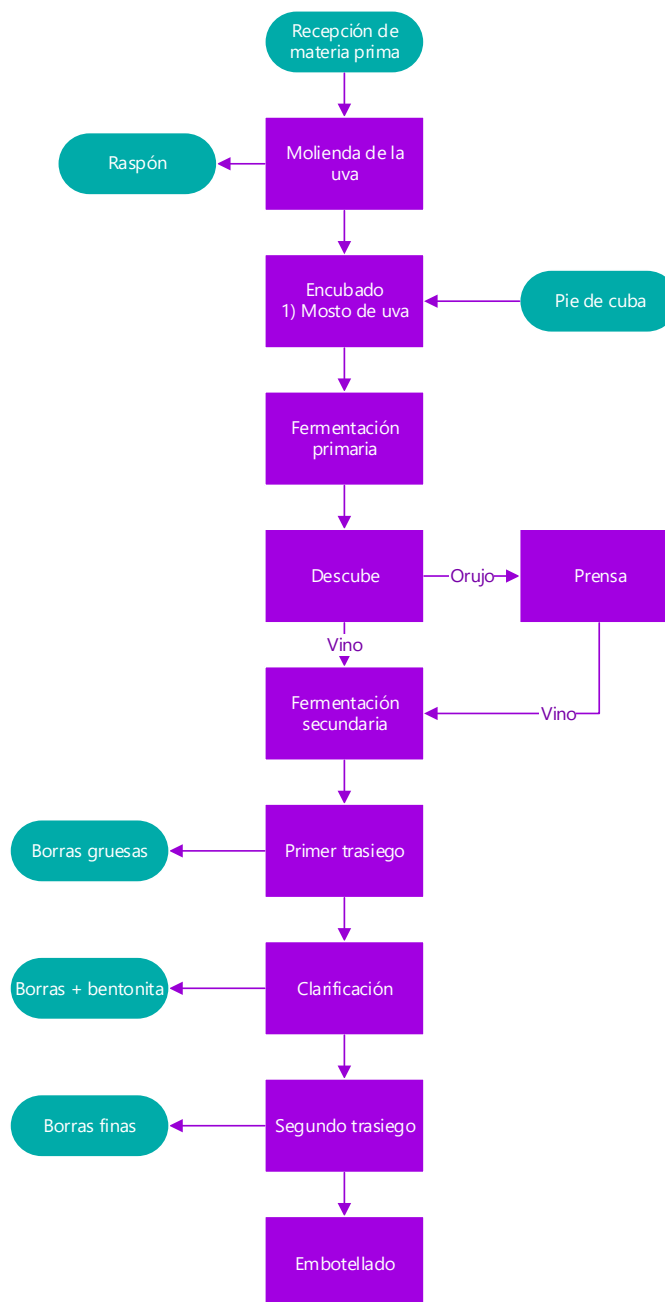 Recepción de
materia prima
Molienda de la
uva
Raspón
Encubado
1) Mosto de uva
Pie de cuba
Fermentación
primaria
Descube
Orujo
Prensa
Vino
Fermentación
secundaria
Vino
Primer trasiego
Borras gruesas
Clarificación
Borras + bentonita
Segundo trasiego
Borras finas
Embotellado